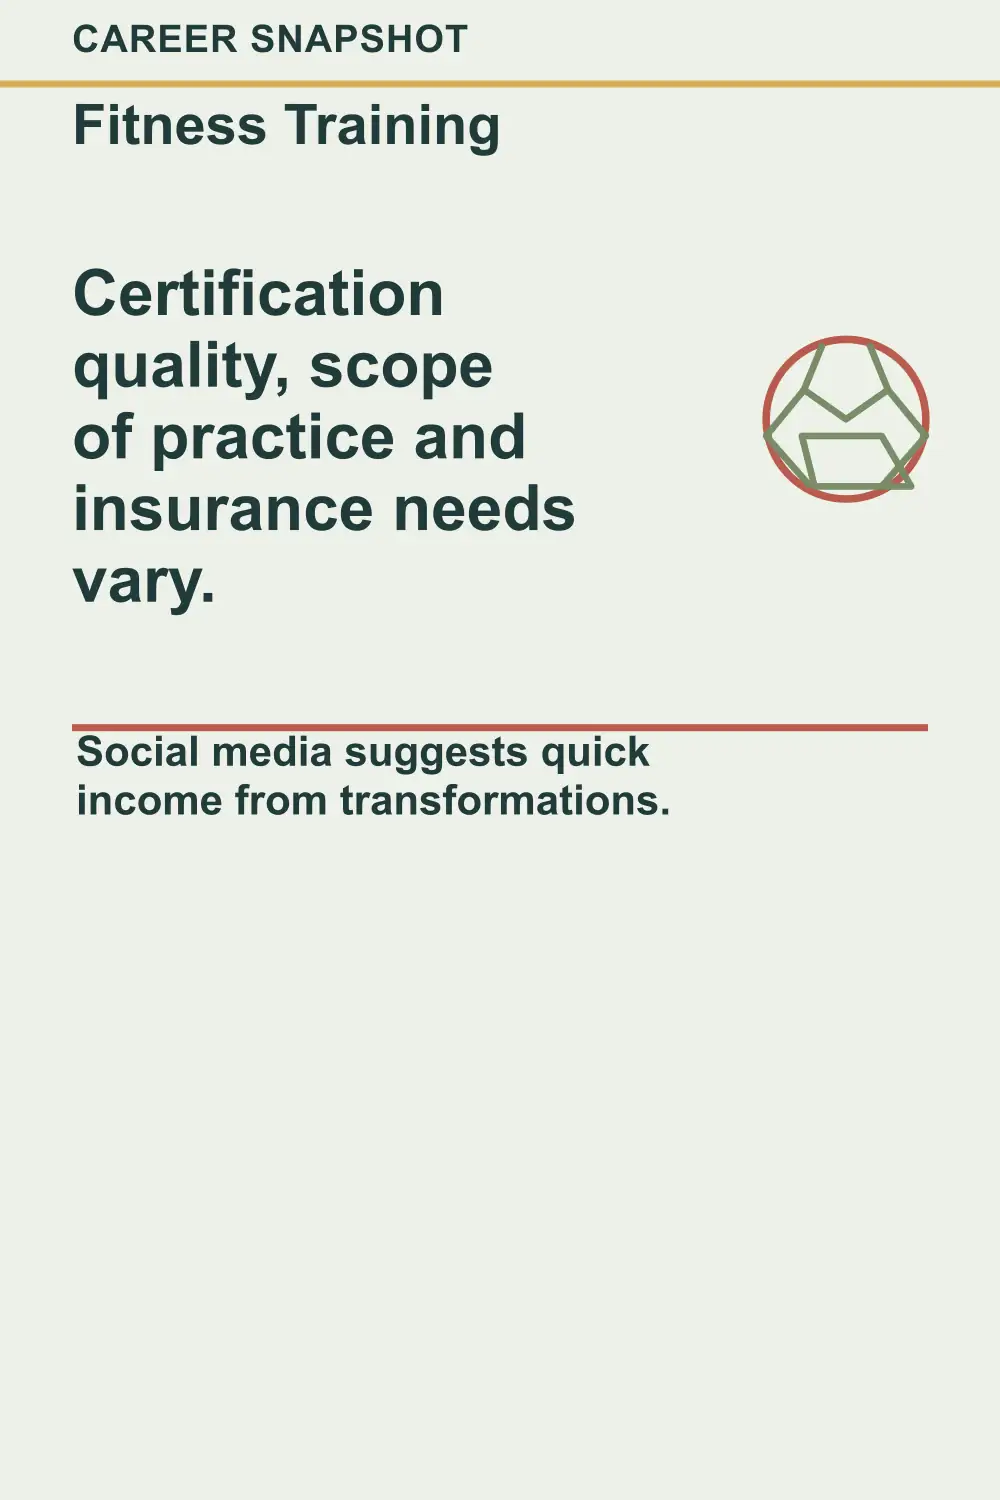 CAREER SNAPSHOT
Fitness Training
Certification
quality, scope
of practice and
insurance needs
vary.
Social media suggests quick
income from transformations.